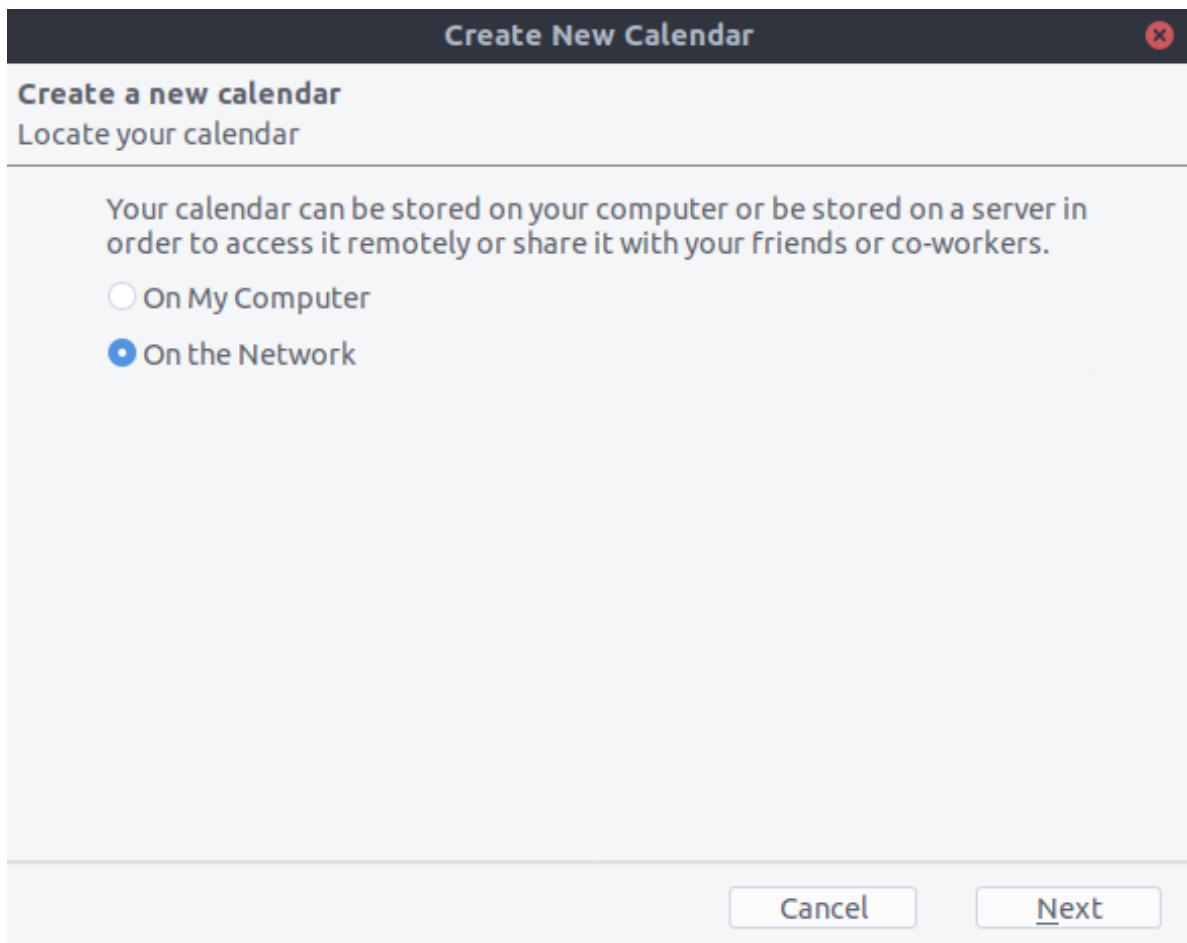 Create New Calendar
Create a new calendar
Locate your calendar
Your calendar can be stored on your computer or be stored on a server in
order to access it remotely or share it with your friends or co-workers.
On My Computer
On the Network
Cancel Next